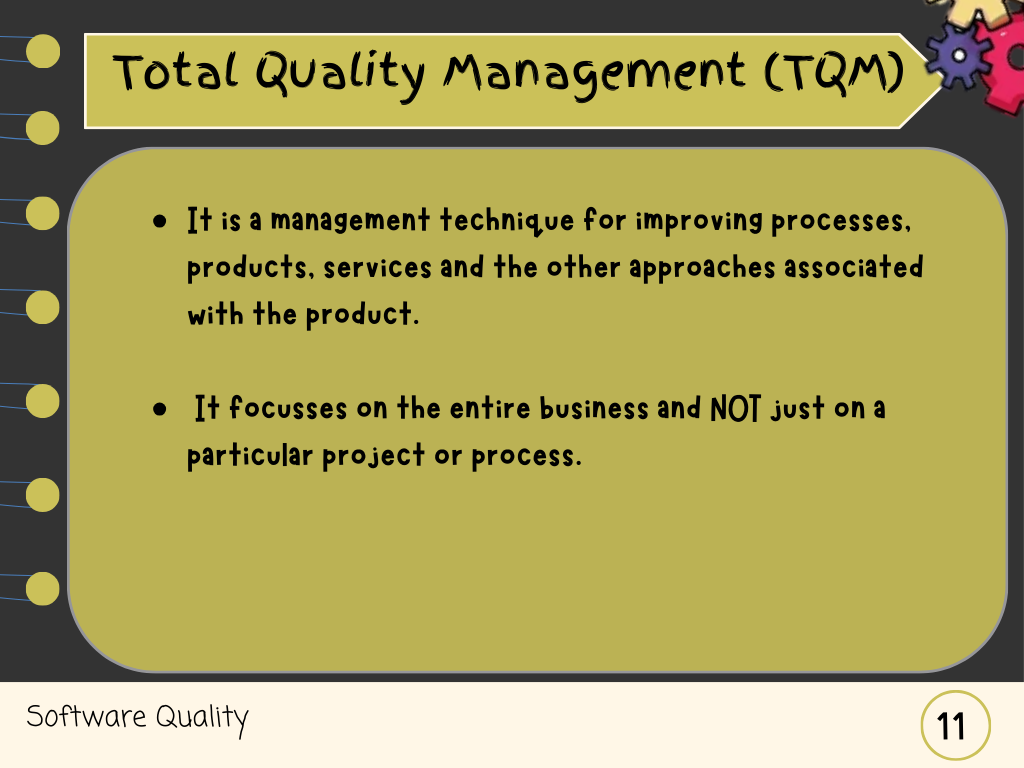 Total Quality Management (TQM)
• It is a management technique for improving processes,
products, services and the other approaches associated
with the product.
• It focusses on the entire business and NOT just on a
particular project or process.
Software Quality
11